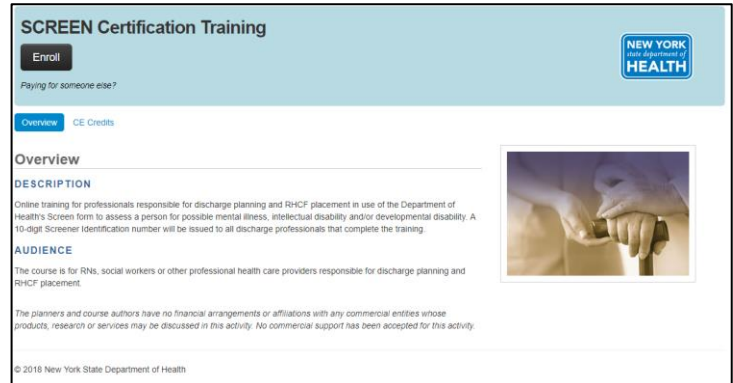 SCREEN Certification Training
Enroll
Paying for someone else?
NEW YORK
state department of
HEALTH
Overview
CE Credits
Overview
DESCRIPTION
Online training for professionals responsible for discharge planning and RHCF placement in use of the Department of
Health's Screen form to assess a person for possible mental illness, intellectual disability and/or developmental disability. A
10-digit Screener Identification number will be issued to all discharge professionals that complete the training.
AUDIENCE
The course is for RNs, social workers or other professional health care providers responsible for discharge planning and
RHCF placement.
The planners and course authors have no financial arrangements or affiliations with any commercial entities whose
products, research or services may be discussed in this activity. No commercial support has been accepted for this activity.
© 2018 New York State Department of Health